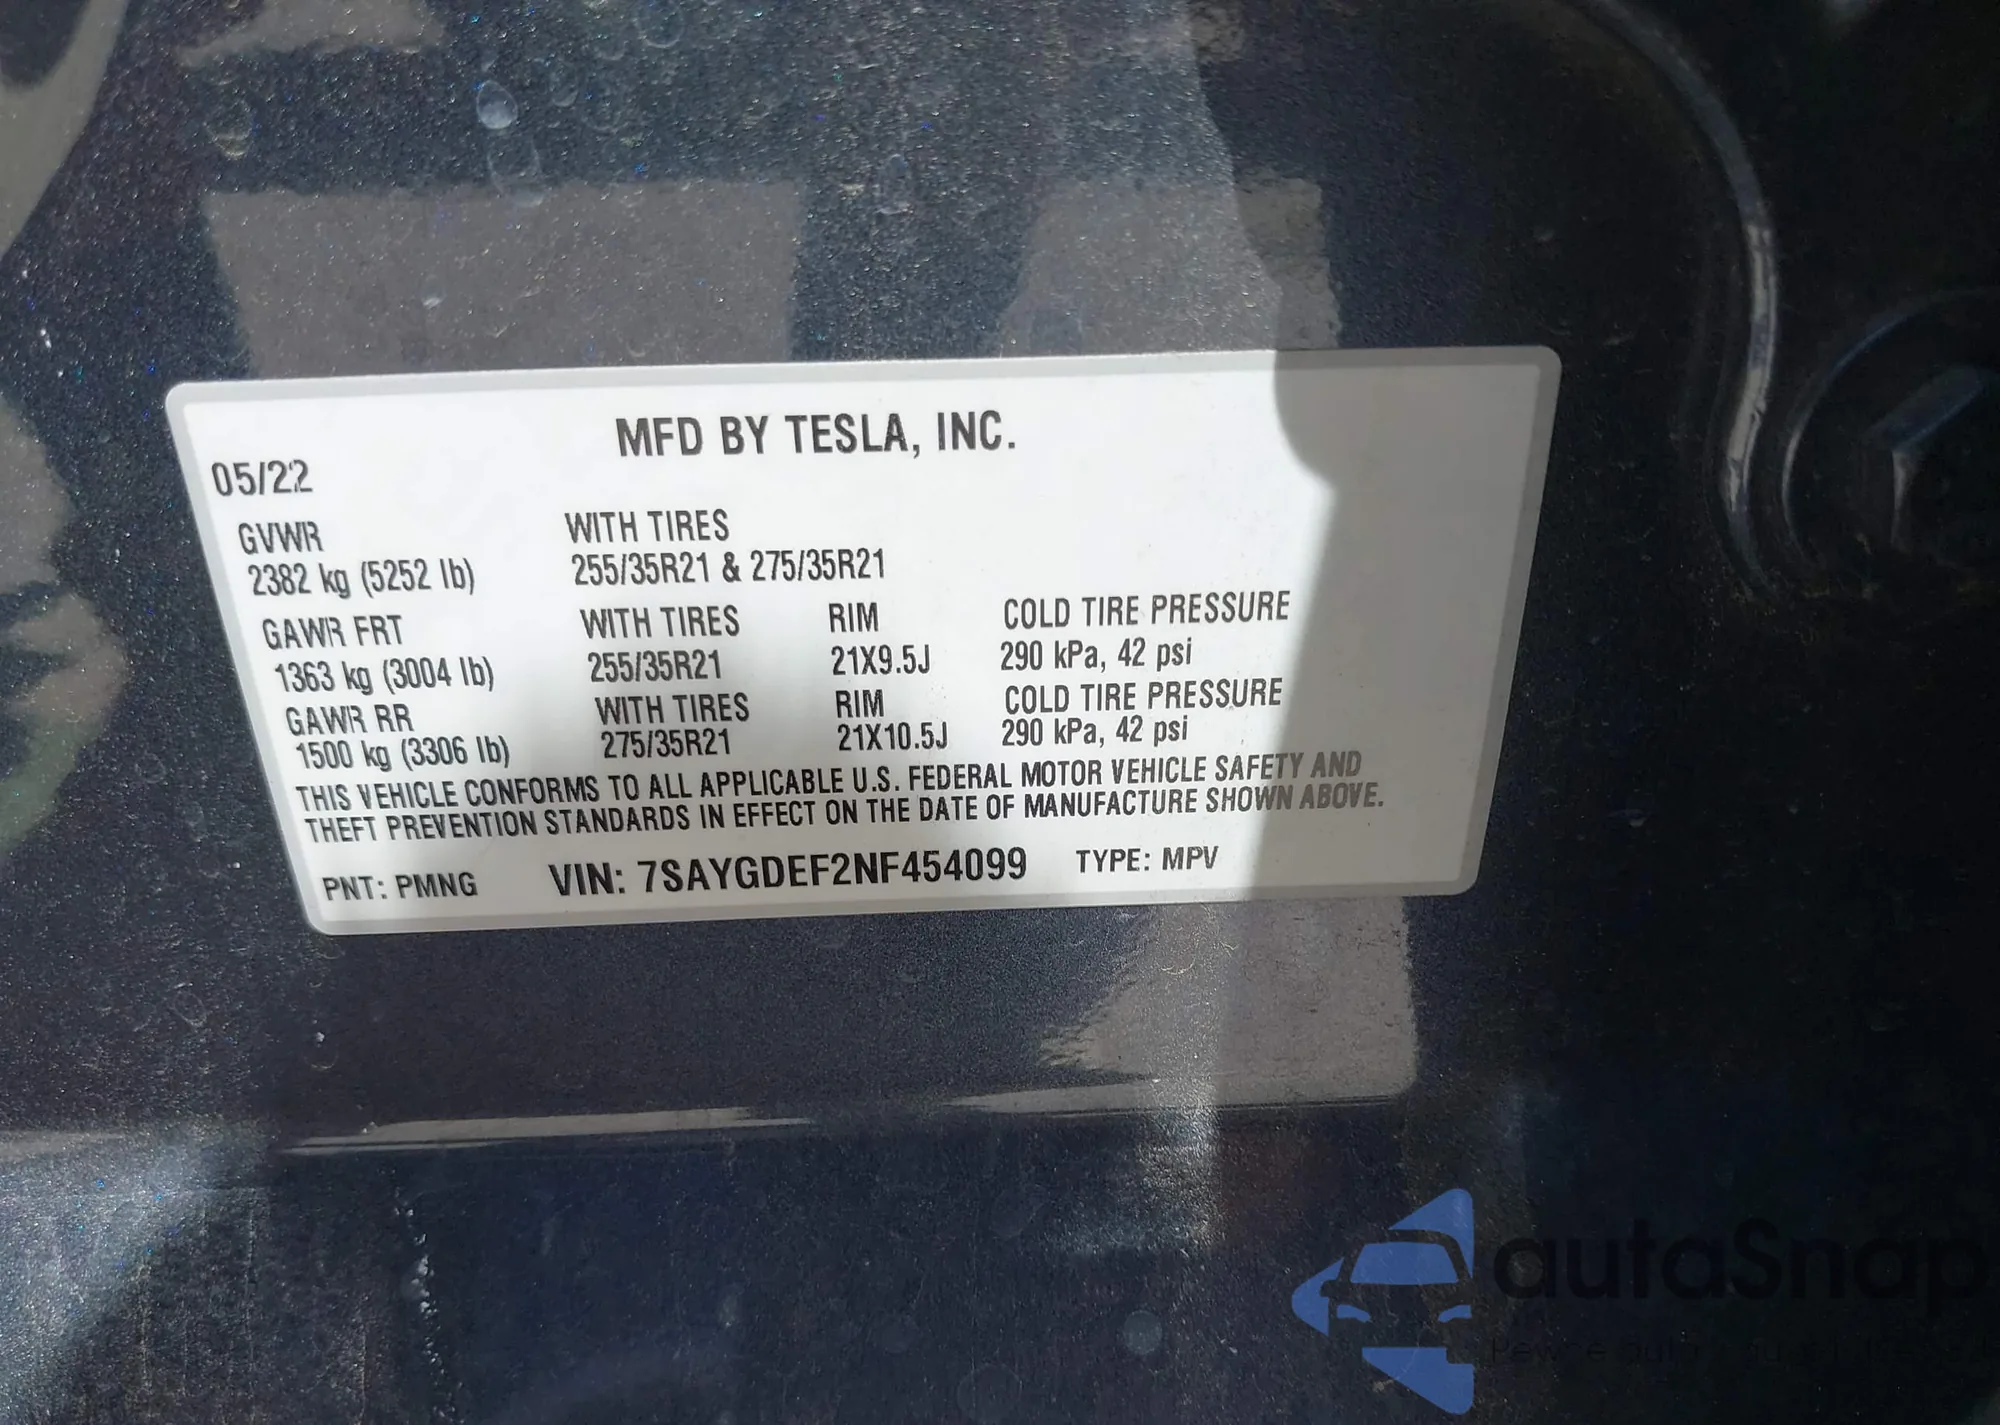 MFD BY TESLA, INC.
05/22
GVWR WITH TIRES
2382 kg (5252 lb) 255/35R21 & 275/35R21
GAWR FRT WITH TIRES RIM COLD TIRE PRESSURE
1363 kg (3004 lb) 255/35R21 21X9.5J 290 kPa, 42 psi
GAWR RR WITH TIRES RIM COLD TIRE PRESSURE
1500 kg (3306 lb) 275/35R21 21X10.5J 290 kPa, 42 psi
THIS VEHICLE CONFORMS TO ALL APPLICABLE U.S. FEDERAL MOTOR VEHICLE SAFETY AND
THEFT PREVENTION STANDARDS IN EFFECT ON THE DATE OF MANUFACTURE SHOWN ABOVE.
PNT: PMNG VIN: 7SAYGDEF2NF454099 TYPE: MPV
autaSnap